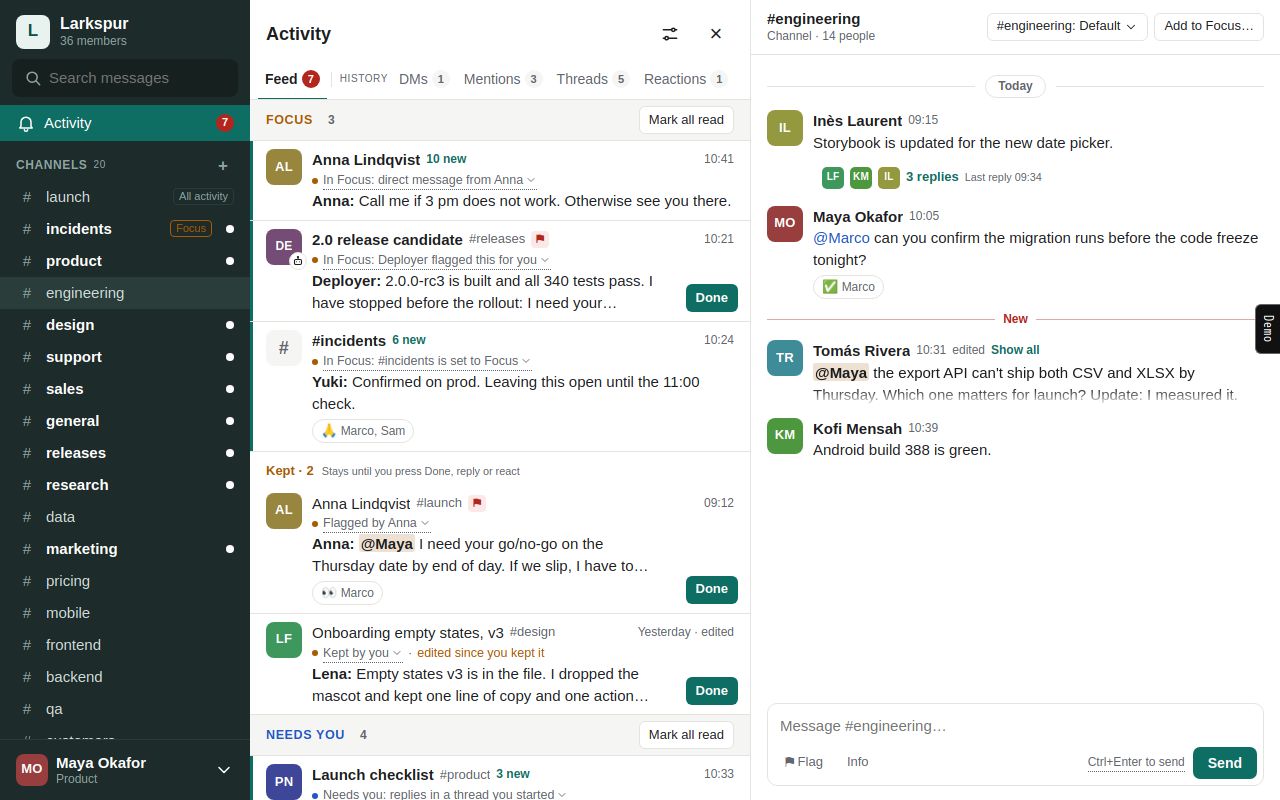 L
Larkspur
36 members
Search messages
Activity
7
CHANNELS 20
+
# launch
All activity
# incidents
Focus
# product
# engineering
# design
# support
# sales
# general
# releases
# research
# data
# marketing
# pricing
# mobile
# frontend
# backend
# qa
MO
Maya Okafor
Product
Activity
Feed 7
HISTORY
DMs 1
Mentions 3
Threads 5
Reactions 1
FOCUS 3
Mark all read
AL
Anna Lindqvist 10 new
10:41
In Focus: direct message from Anna
Anna: Call me if 3 pm does not work. Otherwise see you there.
DE
2.0 release candidate #releases
10:21
In Focus: Deployer flagged this for you
Deployer: 2.0.0-rc3 is built and all 340 tests pass. I
have stopped before the rollout: I need your…
Done
#
#incidents 6 new
10:24
In Focus: #incidents is set to Focus
Yuki: Confirmed on prod. Leaving this open until the 11:00
check.
🙏 Marco, Sam
Kept · 2 Stays until you press Done, reply or react
AL
Anna Lindqvist #launch
09:12
Flagged by Anna
Anna: @Maya I need your go/no-go on the
Thursday date by end of day. If we slip, I have to…
👀 Marco
Done
LF
Onboarding empty states, v3 #design
Yesterday · edited
Kept by you · edited since you kept it
Lena: Empty states v3 is in the file. I dropped the
mascot and kept one line of copy and one action…
Done
NEEDS YOU 4
Mark all read
PN
Launch checklist #product 3 new
10:33
Needs you: replies in a thread you started
#engineering
Channel · 14 people
#engineering: Default
Add to Focus…
Today
IL
Inès Laurent 09:15
Storybook is updated for the new date picker.
LF KM IL 3 replies Last reply 09:34
MO
Maya Okafor 10:05
@Marco can you confirm the migration runs before the code freeze
tonight?
✅ Marco
New
TR
Tomás Rivera 10:31 edited Show all
@Maya the export API can't ship both CSV and XLSX by
Thursday. Which one matters for launch? Update: I measured it.
KM
Kofi Mensah 10:39
Android build 388 is green.
Demo
Message #engineering…
Flag
Info
Ctrl+Enter to send
Send